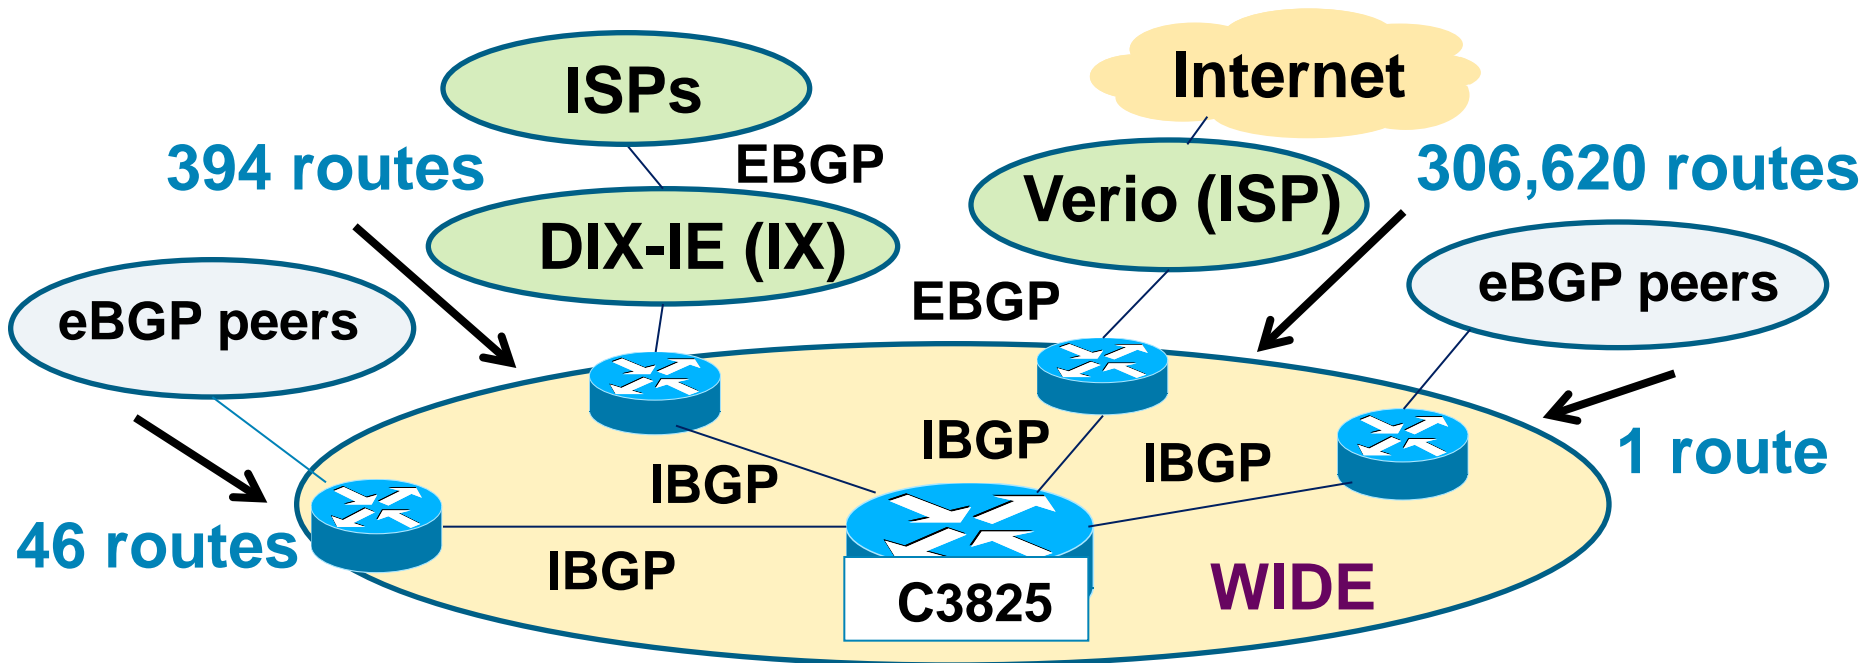 ISPs
Internet
394 routes
EBGP
306,620 routes
Verio (ISP)
DIX-IE (IX)
eBGP peers
eBGP peers
EBGP
IBGP
IBGP
IBGP
1 route
46 routes
IBGP
C3825
WIDE